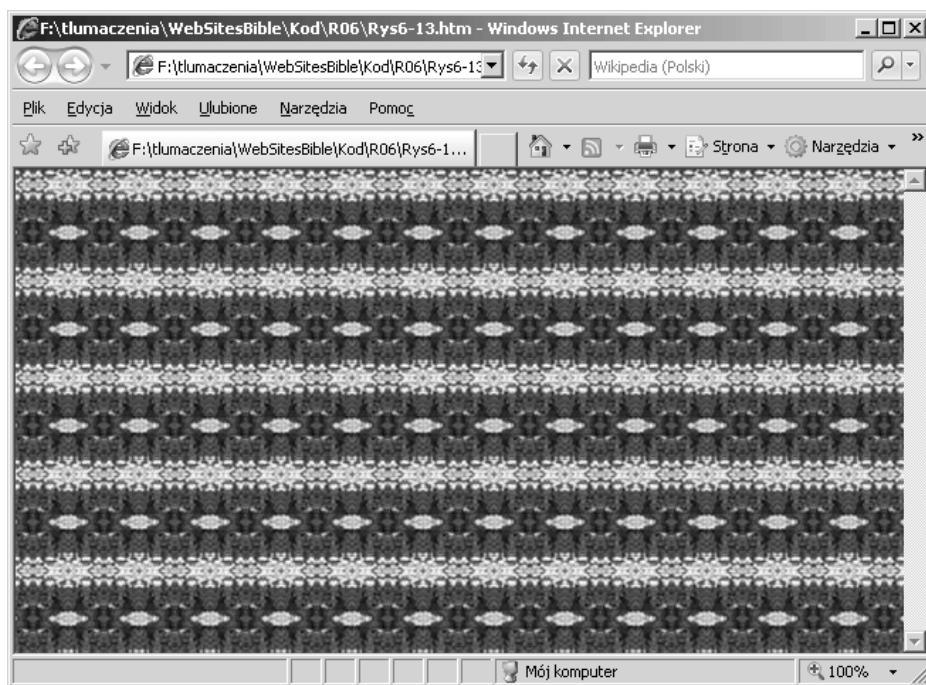 F:\tlumaczenia\WebSitesBible\Kod\R06\Rys6-13.htm - Windows Internet Explorer
F:\tlumaczenia\WebSitesBible\Kod\R06\Rys6-13 Wikipedia (Polski)
Plik Edycja Widok Ulubione Narzędzia Pomoc
F:\tlumaczenia\WebSitesBible\Kod\R06\Rys6-1... Strona Narzędzia »
Mój komputer 100%